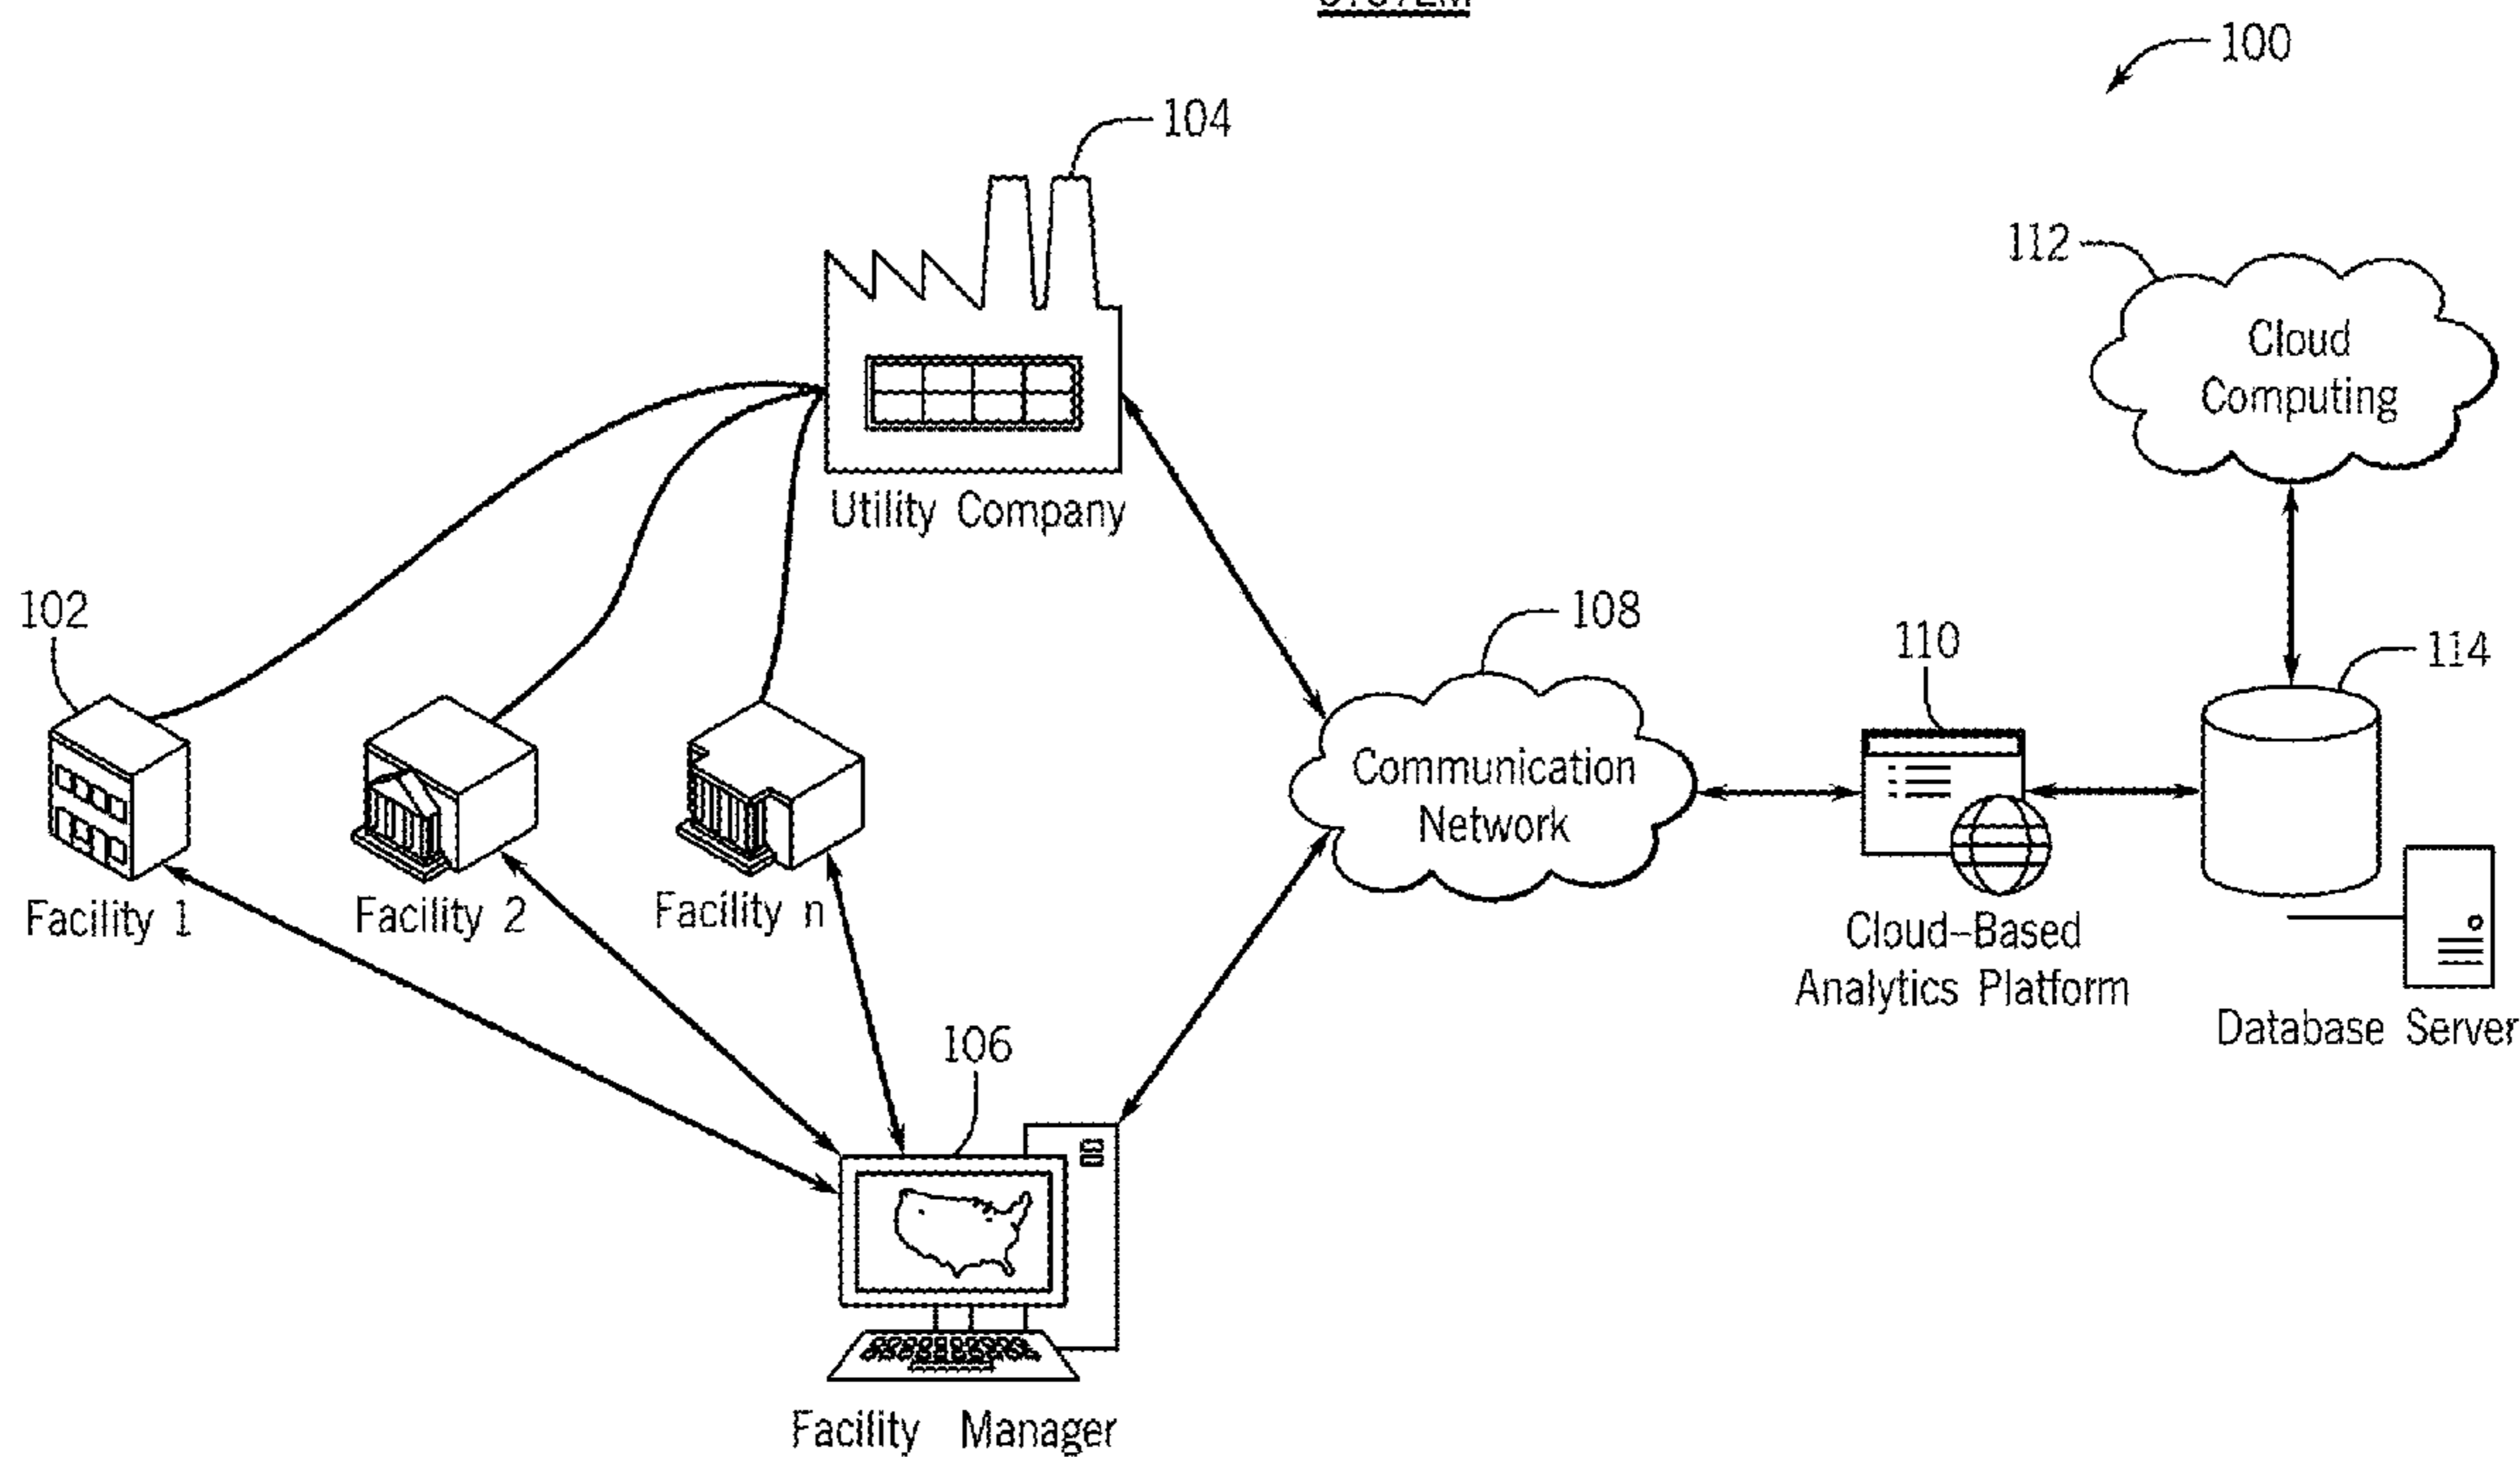 SYSTEM
100
104
112
Cloud
Computing
Utility Company
102
108
110
114
Communication
Network
Facility 1
Facility 2
Facility n
Cloud-Based
Analytics Platform
Database Server
106
Facility Manager